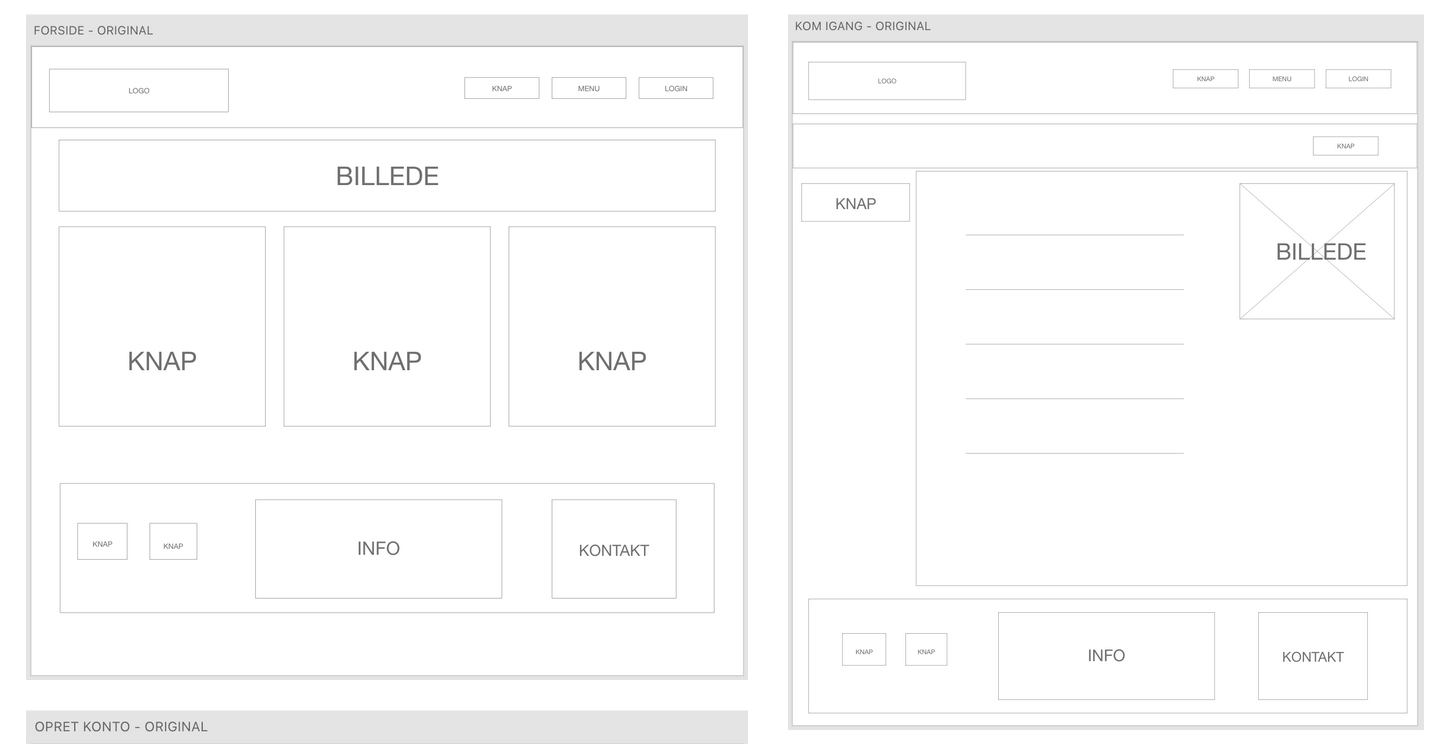 FORSIDE - ORIGINAL
LOGO
KNAP
MENU
LOGIN
BILLEDE
KNAP
KNAP
KNAP
KNAP
KNAP
INFO
KONTAKT
OPRET KONTO - ORIGINAL
KOM IGANG - ORIGINAL
LOGO
KNAP
MENU
LOGIN
KNAP
KNAP
BILLEDE
KNAP
KNAP
INFO
KONTAKT